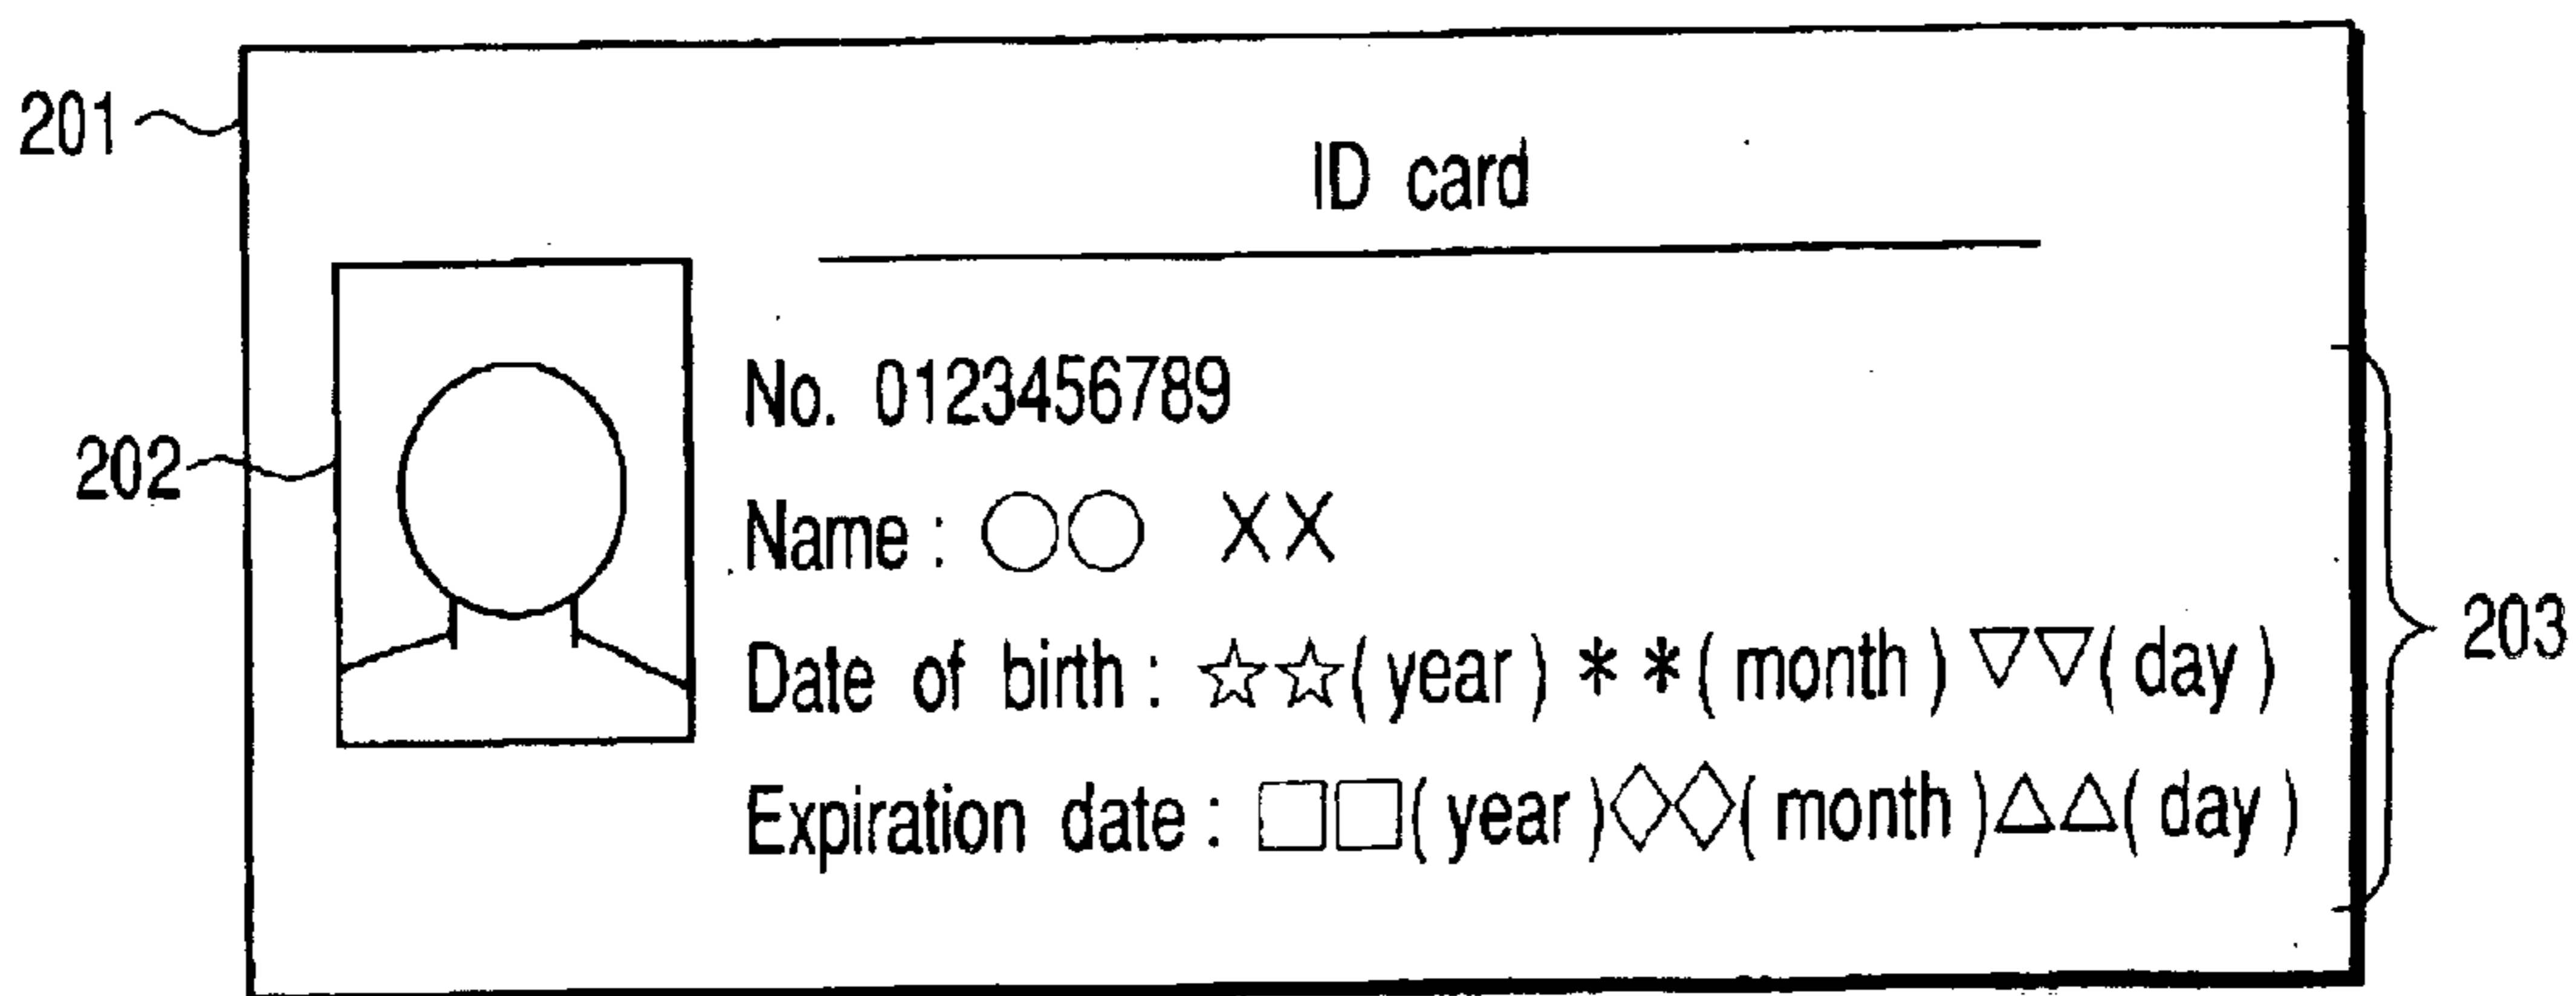 201
ID card
No. 0123456789
202
Name : ○○ XX
Date of birth : ☆☆( year ) * *( month ) ▽▽( day )
203
Expiration date : □□( year )◇◇( month )△△( day )